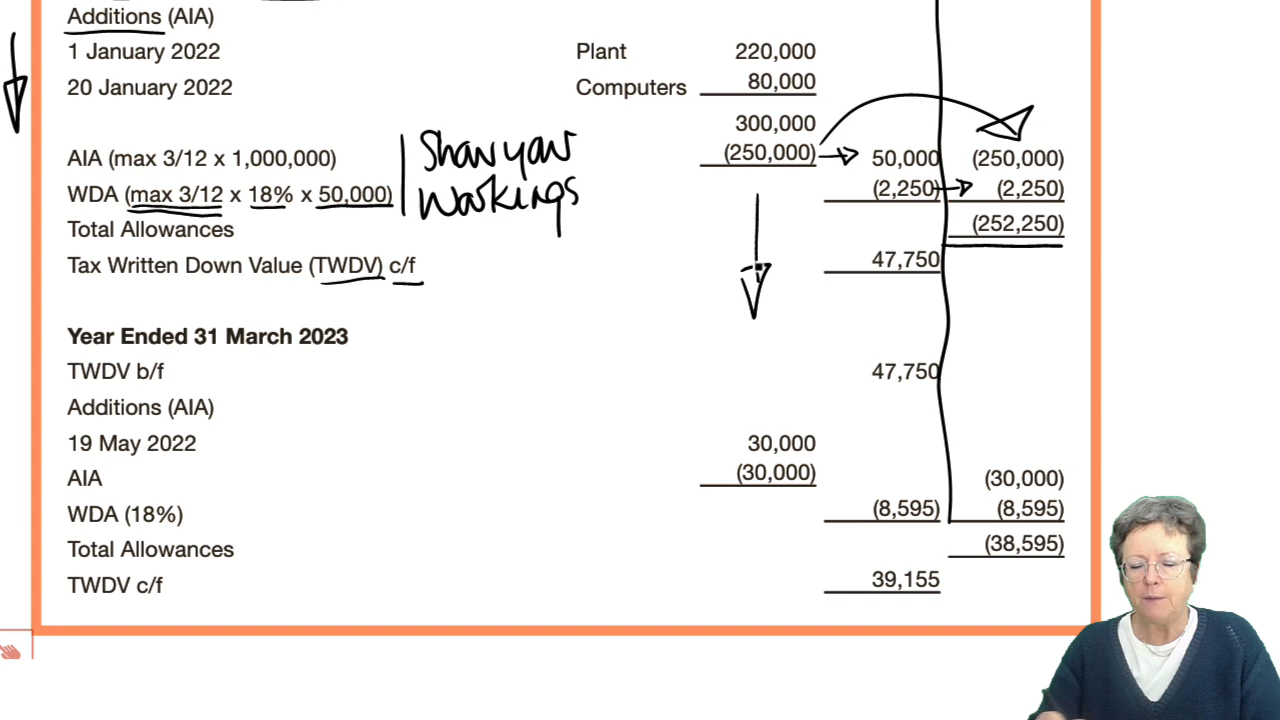 Additions (AIA)
1 January 2022 Plant 220,000
20 January 2022 Computers 80,000
300,000
AIA (max 3/12 x 1,000,000) (250,000) 50,000 (250,000)
WDA (max 3/12 x 18% x 50,000) (2,250) (2,250)
Show your
workings
Total Allowances (252,250)
Tax Written Down Value (TWDV) c/f 47,750
Year Ended 31 March 2023
TWDV b/f 47,750
Additions (AIA)
19 May 2022 30,000
AIA (30,000) (30,000)
WDA (18%) (8,595) (8,595)
Total Allowances (38,595)
TWDV c/f 39,155